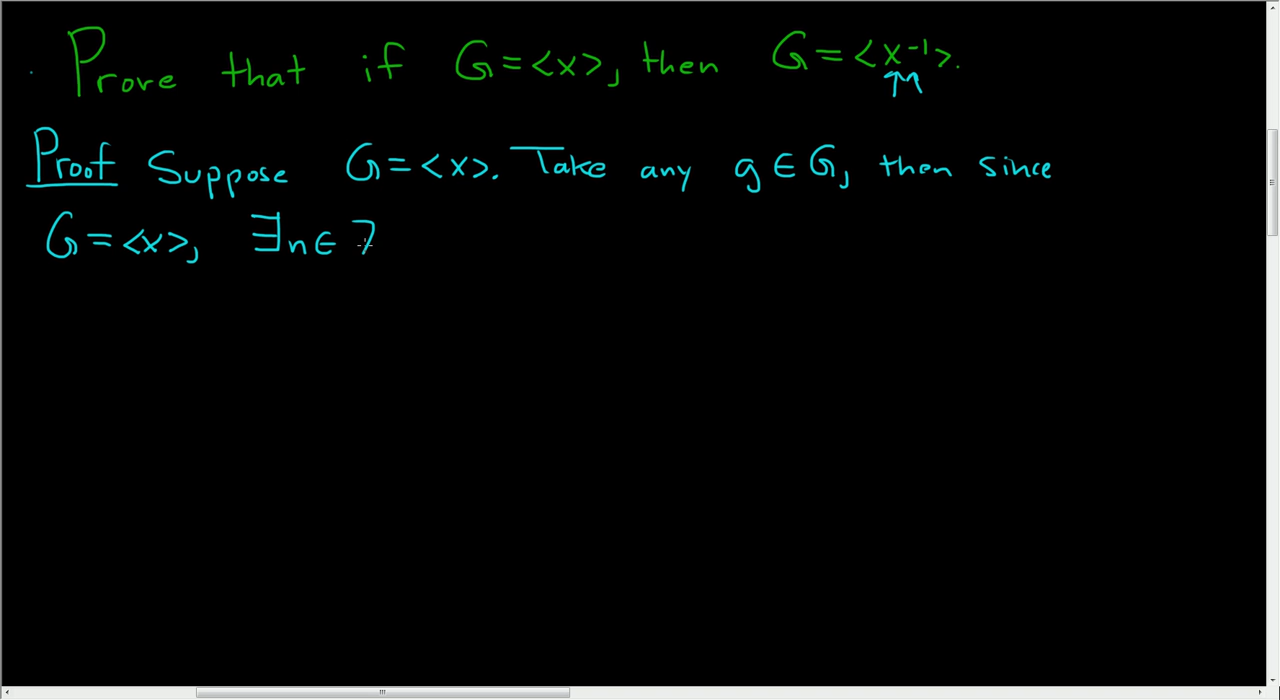 Prove that if G = <x>, then G = <x⁻¹>.
Proof Suppose G = <x>. Take any g ∈ G, then since
G = <x>, ∃n ∈